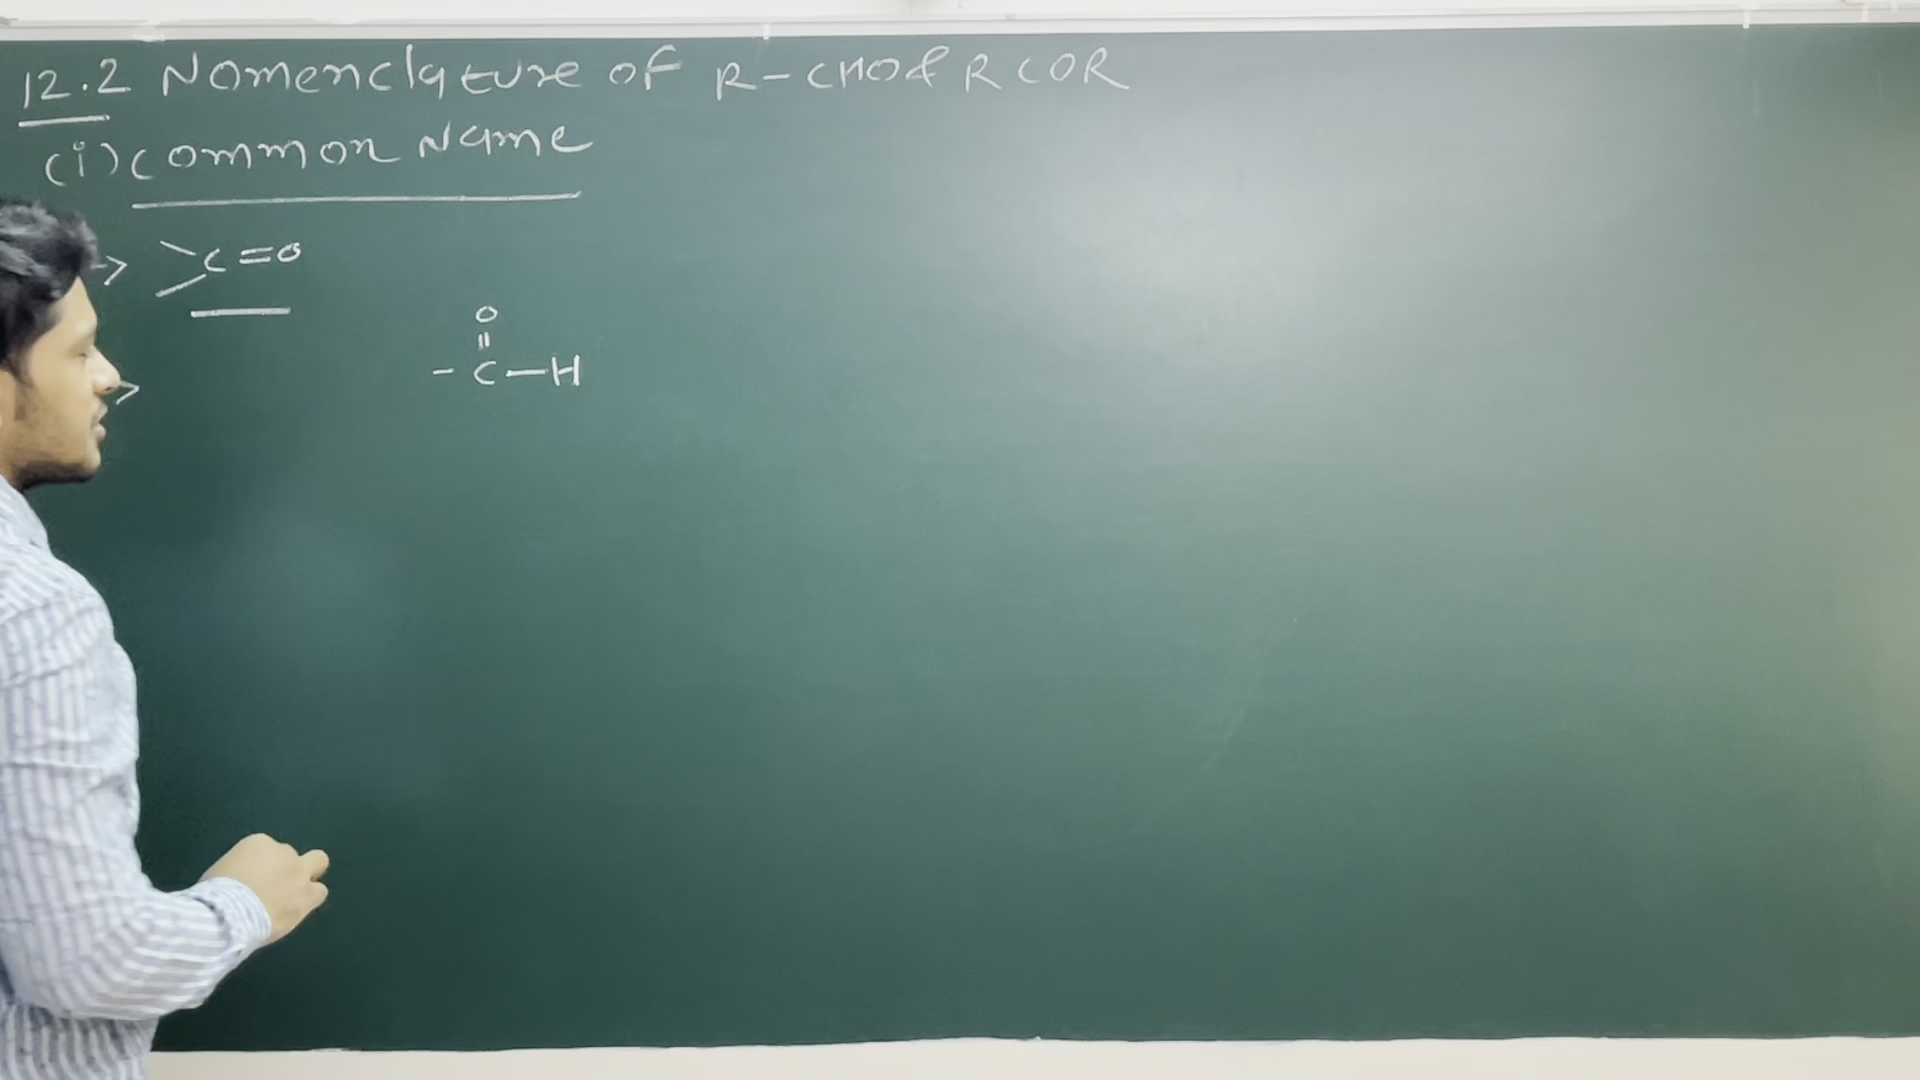 12.2 Nomenclature of R-CHO & RCOR
(i) Common Name
-> >C=O
O
||
> -C-H